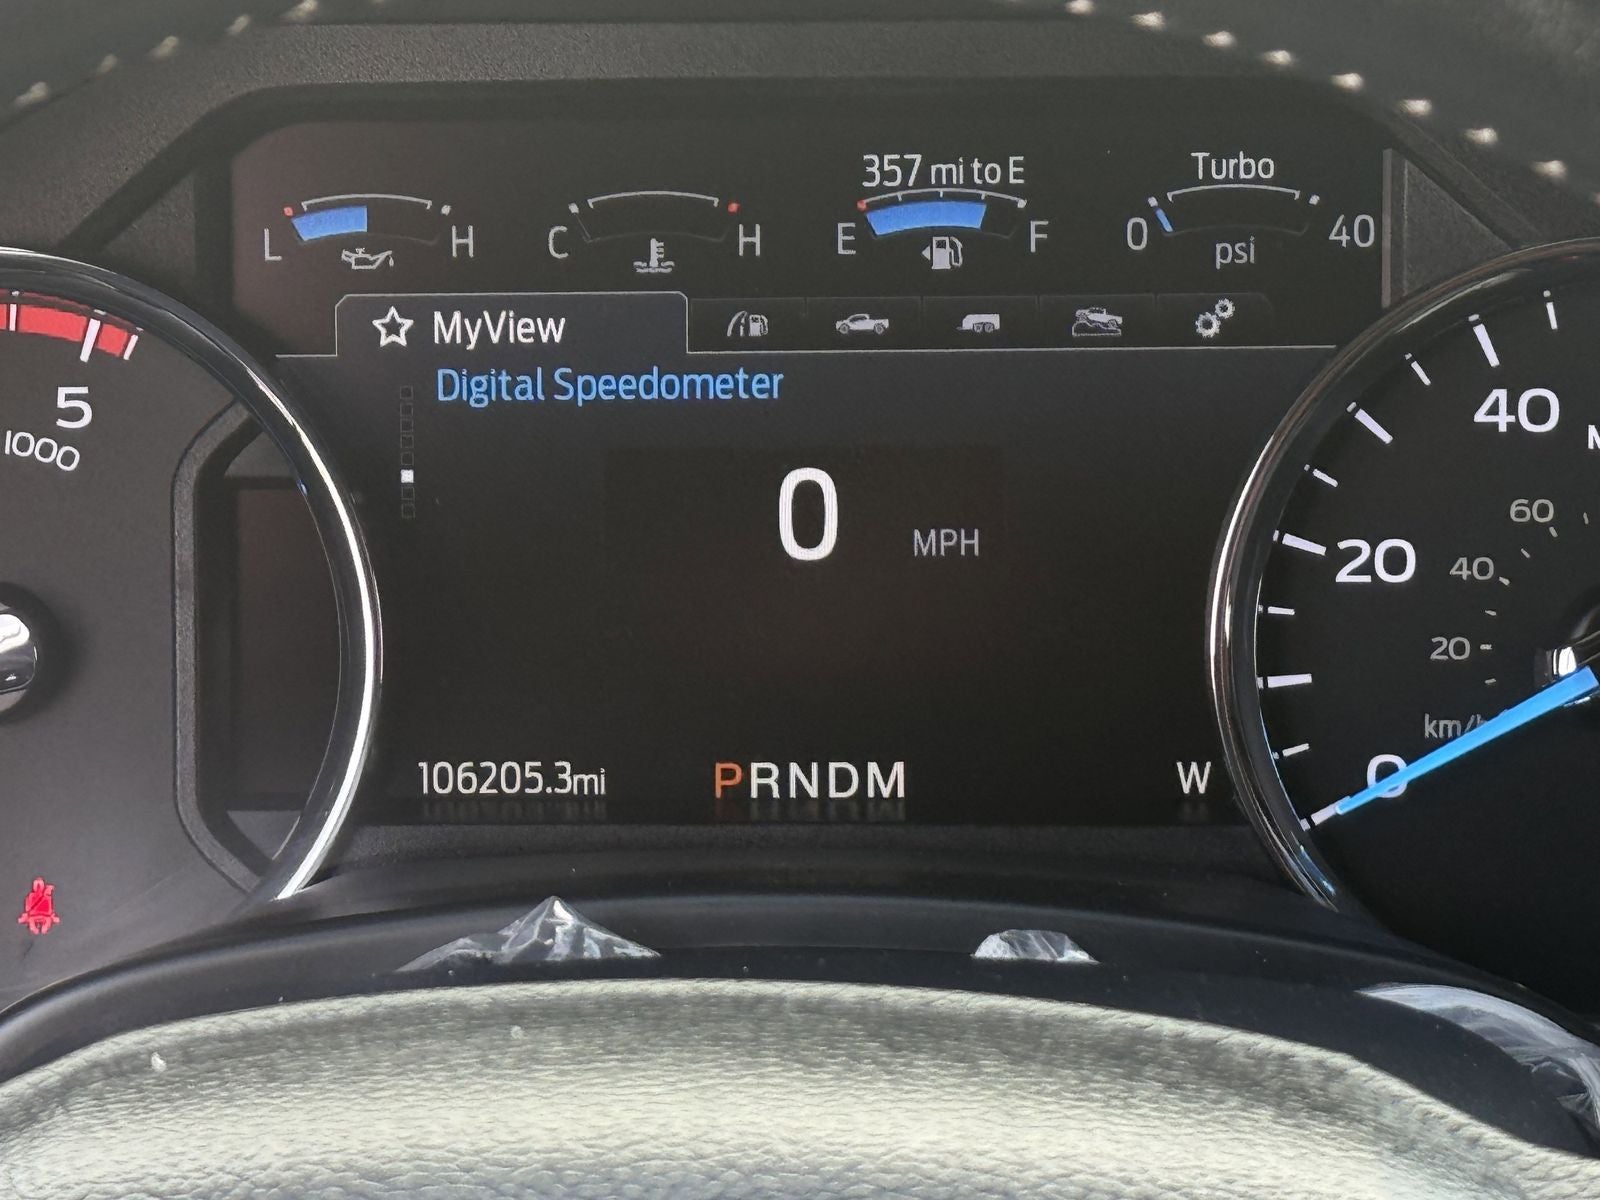 357 mi to E
Turbo
L H
C H
E F
0 40
psi
MyView
Digital Speedometer
0 MPH
106205.3mi
PRNDM
W
5
1000
40
20
0
60
40
20
km/